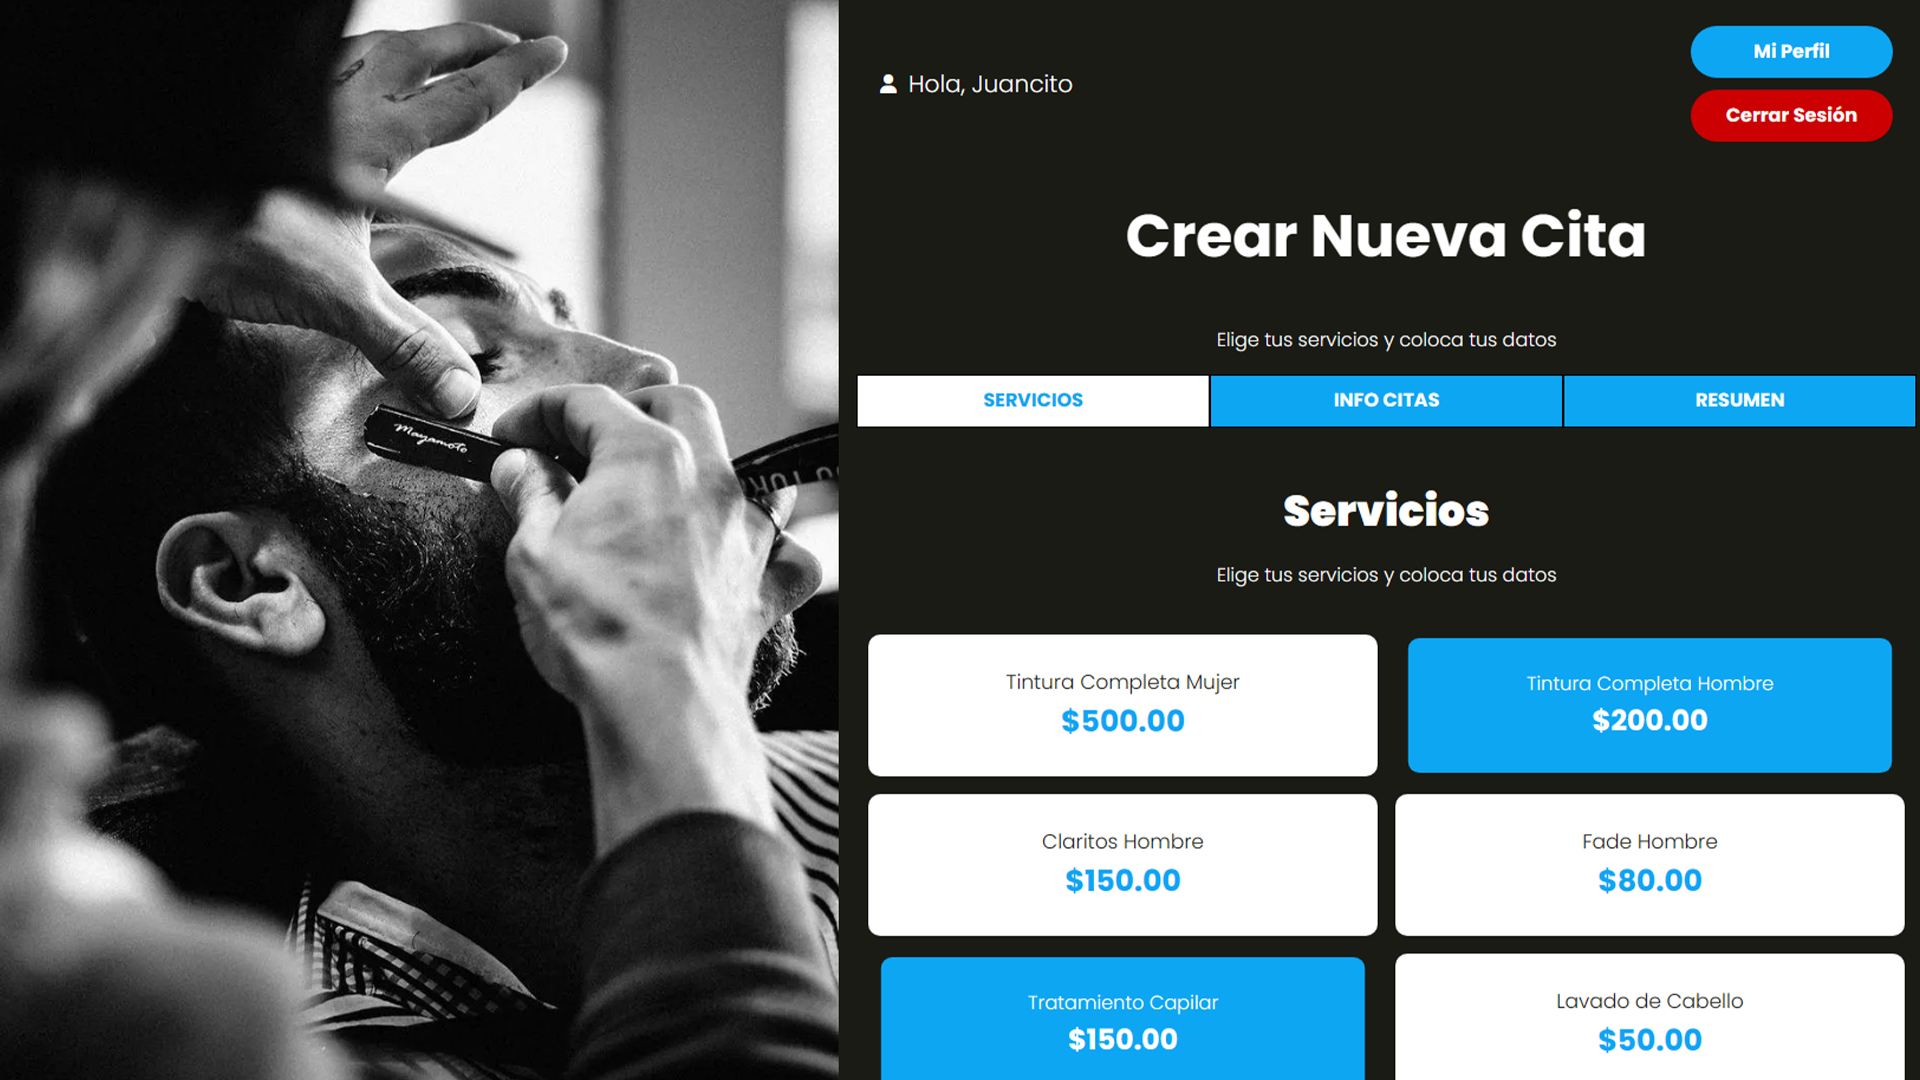 Hola, Juancito
Mi Perfil
Cerrar Sesión
Crear Nueva Cita
Elige tus servicios y coloca tus datos
SERVICIOS
INFO CITAS
RESUMEN
Servicios
Elige tus servicios y coloca tus datos
Tintura Completa Mujer
$500.00
Tintura Completa Hombre
$200.00
Claritos Hombre
$150.00
Fade Hombre
$80.00
Tratamiento Capilar
$150.00
Lavado de Cabello
$50.00
Mayamoto